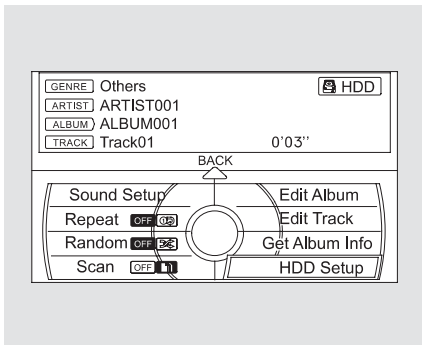 GENRE Others HDD
ARTIST ARTIST001
ALBUM ALBUM001
TRACK Track01 0'03''
BACK
Sound Setup Edit Album
Repeat OFF Edit Track
Random OFF Get Album Info
Scan OFF HDD Setup